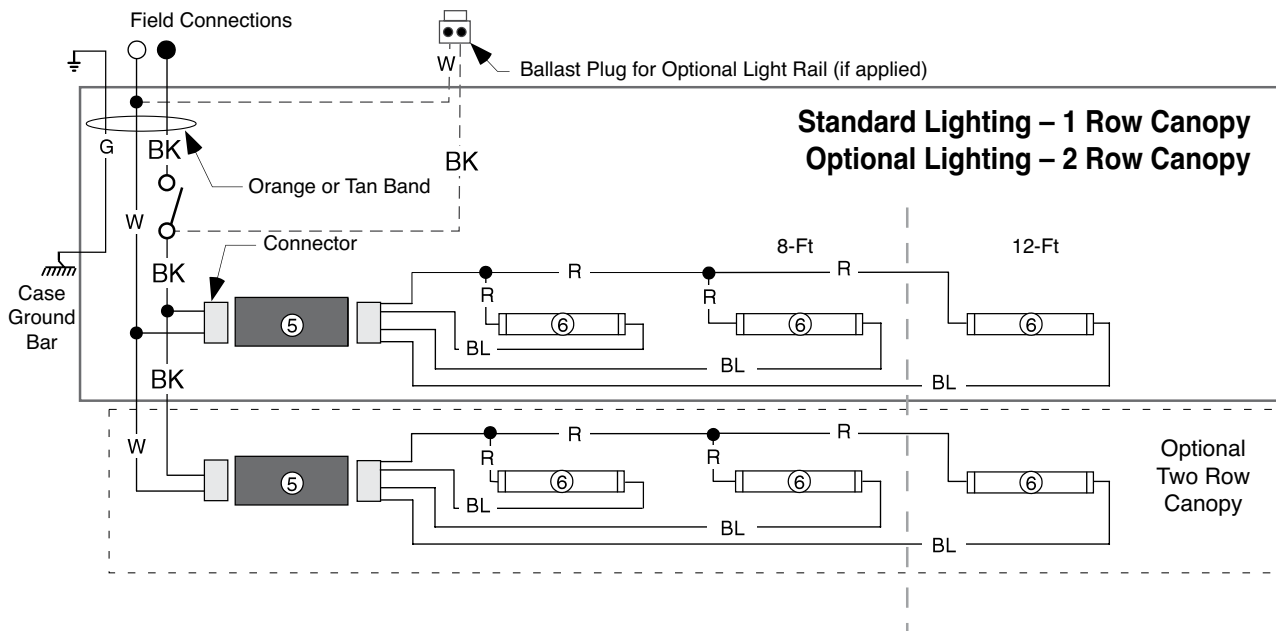 Field Connections
W
Ballast Plug for Optional Light Rail (if applied)
Standard Lighting – 1 Row Canopy
Optional Lighting – 2 Row Canopy
G
BK
BK
Orange or Tan Band
W
Connector
8-Ft
12-Ft
BK
R
R
Case
Ground
Bar
R
R
5
6
6
6
BL
BL
BL
BK
W
R
R
R
R
5
6
6
6
BL
BL
BL
Optional
Two Row
Canopy